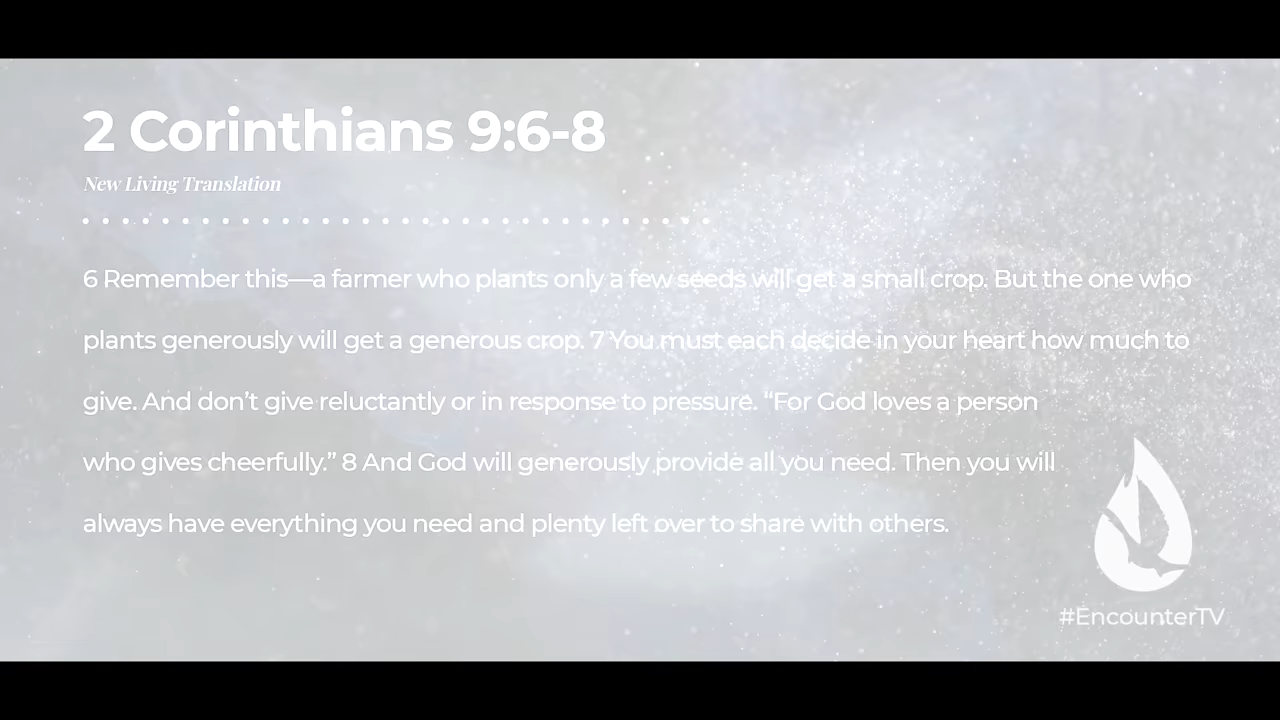 2 Corinthians 9:6-8
New Living Translation
6 Remember this—a farmer who plants only a few seeds will get a small crop. But the one who
plants generously will get a generous crop. 7 You must each decide in your heart how much to
give. And don’t give reluctantly or in response to pressure. “For God loves a person
who gives cheerfully.” 8 And God will generously provide all you need. Then you will
always have everything you need and plenty left over to share with others.
#EncounterTV